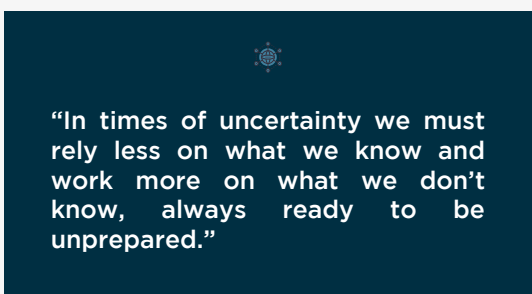 “In times of uncertainty we must
rely less on what we know and
work more on what we don’t
know, always ready to be
unprepared.”